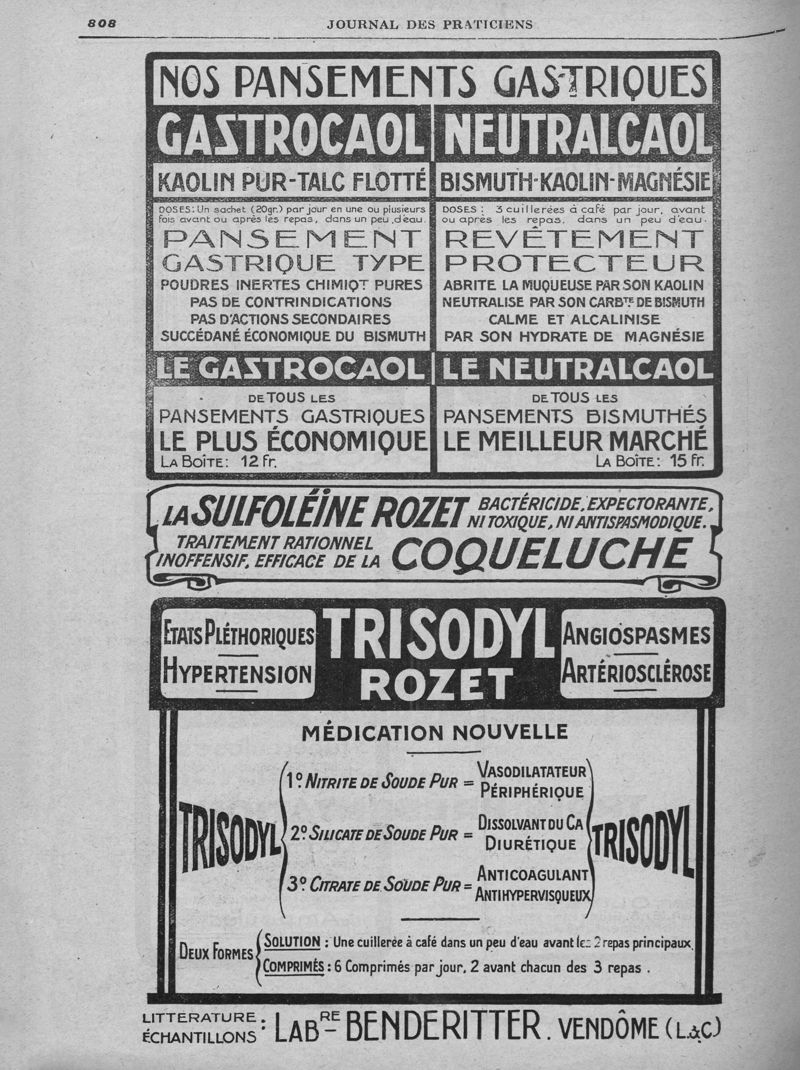 808
JOURNAL DES PRATICIENS
NOS PANSEMENTS GASTRIQUES
GASTROCAOL
KAOLIN PUR-TALC FLOTTÉ
DOSES: Un sachet (20gr.) par jour en une ou plusieurs
fois avant ou après les repas, dans un peu d'eau.
PANSEMENT
GASTRIQUE TYPE
POUDRES INERTES CHIMIQT PURES
PAS DE CONTRINDICATIONS
PAS D'ACTIONS SECONDAIRES
SUCCÉDANÉ ÉCONOMIQUE DU BISMUTH
LE GASTROCAOL
DE TOUS LES
PANSEMENTS GASTRIQUES
LE PLUS ÉCONOMIQUE
LA BOÎTE: 12 fr.
NEUTRALCAOL
BISMUTH-KAOLIN-MAGNÉSIE
DOSES: 3 cuillerées à café par jour, avant
ou après les repas, dans un peu d'eau.
REVÊTEMENT
PROTECTEUR
ABRITE LA MUQUEUSE PAR SON KAOLIN
NEUTRALISE PAR SON CARBTE DE BISMUTH
CALME ET ALCALINISE
PAR SON HYDRATE DE MAGNÉSIE
LE NEUTRALCAOL
DE TOUS LES
PANSEMENTS BISMUTHÉS
LE MEILLEUR MARCHÉ
LA BOÎTE: 15 fr.
LA SULFOLÉÏNE ROZET
BACTÉRICIDE, EXPECTORANTE,
NI TOXIQUE, NI ANTISPASMODIQUE.
TRAITEMENT RATIONNEL
INOFFENSIF, EFFICACE DE LA
COQUELUCHE
ETATS PLÉTHORIQUES
HYPERTENSION
TRISODYL
ROZET
ANGIOSPASMES
ARTÉRIOSCLÉROSE
MÉDICATION NOUVELLE
TRISODYL
1º NITRITE DE SOUDE PUR = VASODILATATEUR
PÉRIPHÉRIQUE
2º SILICATE DE SOUDE PUR = DISSOLVANT DU CA
DIURÉTIQUE
3º CITRATE DE SOUDE PUR = ANTICOAGULANT
ANTIHYPERVISQUEUX
TRISODYL
DEUX FORMES
SOLUTION : Une cuillerée à café dans un peu d'eau avant les 2 repas principaux.
COMPRIMÉS : 6 Comprimés par jour, 2 avant chacun des 3 repas.
LITTÉRATURE
ÉCHANTILLONS :
LABRE BENDERITTER. VENDÔME (L.&C.)